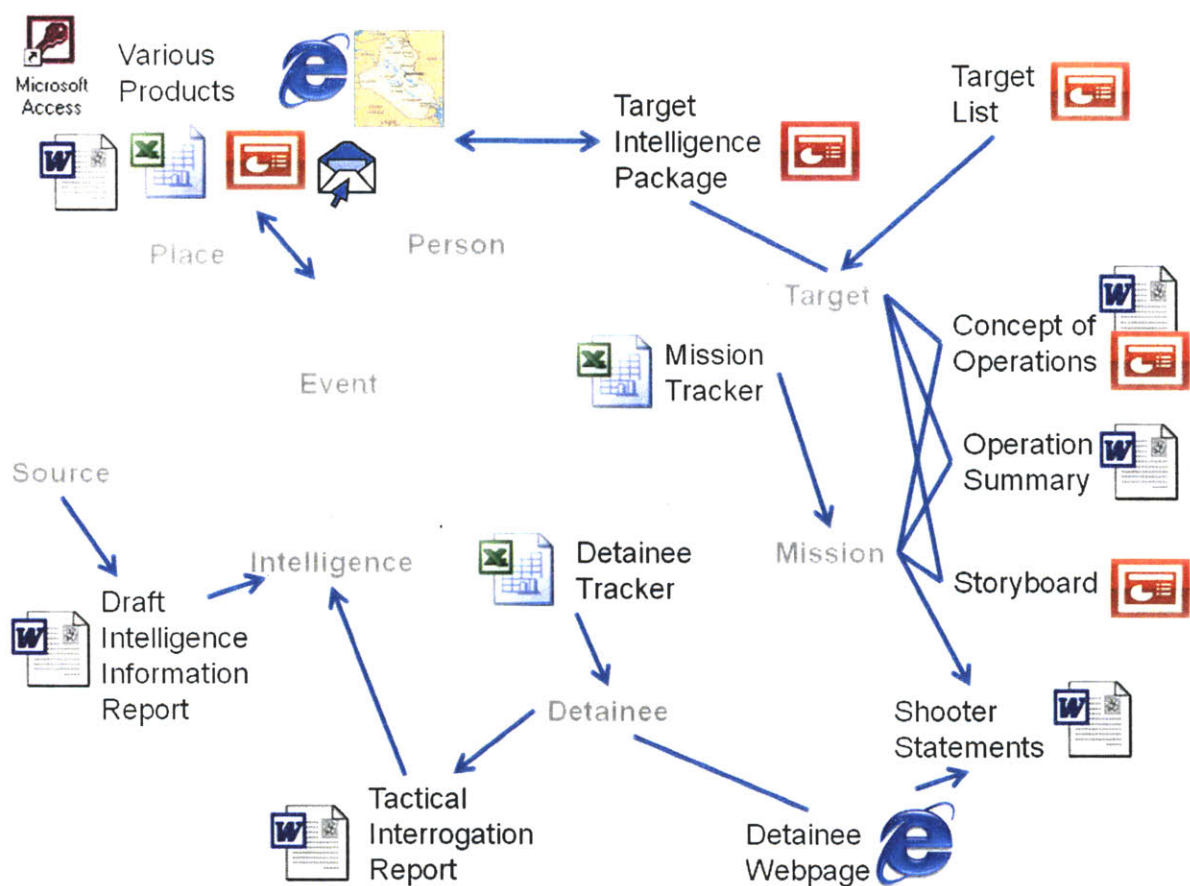 Microsoft
Access
Various
Products
Target
Intelligence
Package
Target
List
Place
Person
Target
Concept of
Operations
Event
Mission
Tracker
Operation
Summary
Source
Intelligence
Detainee
Tracker
Mission
Storyboard
Draft
Intelligence
Information
Report
Detainee
Shooter
Statements
Tactical
Interrogation
Report
Detainee
Webpage